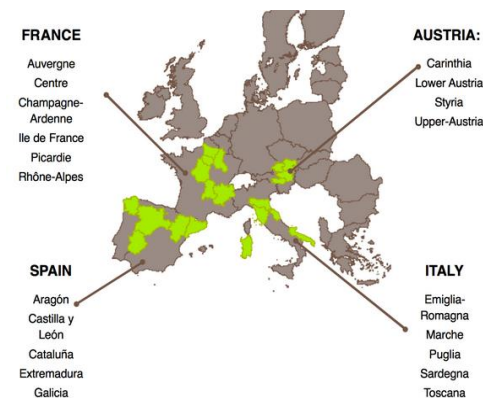 FRANCE
Auvergne
Centre
Champagne-
Ardenne
Ile de France
Picardie
Rhône-Alpes
AUSTRIA:
Carinthia
Lower Austria
Styria
Upper-Austria
SPAIN
Aragón
Castilla y
León
Cataluña
Extremadura
Galicia
ITALY
Emiglia-
Romagna
Marche
Puglia
Sardegna
Toscana